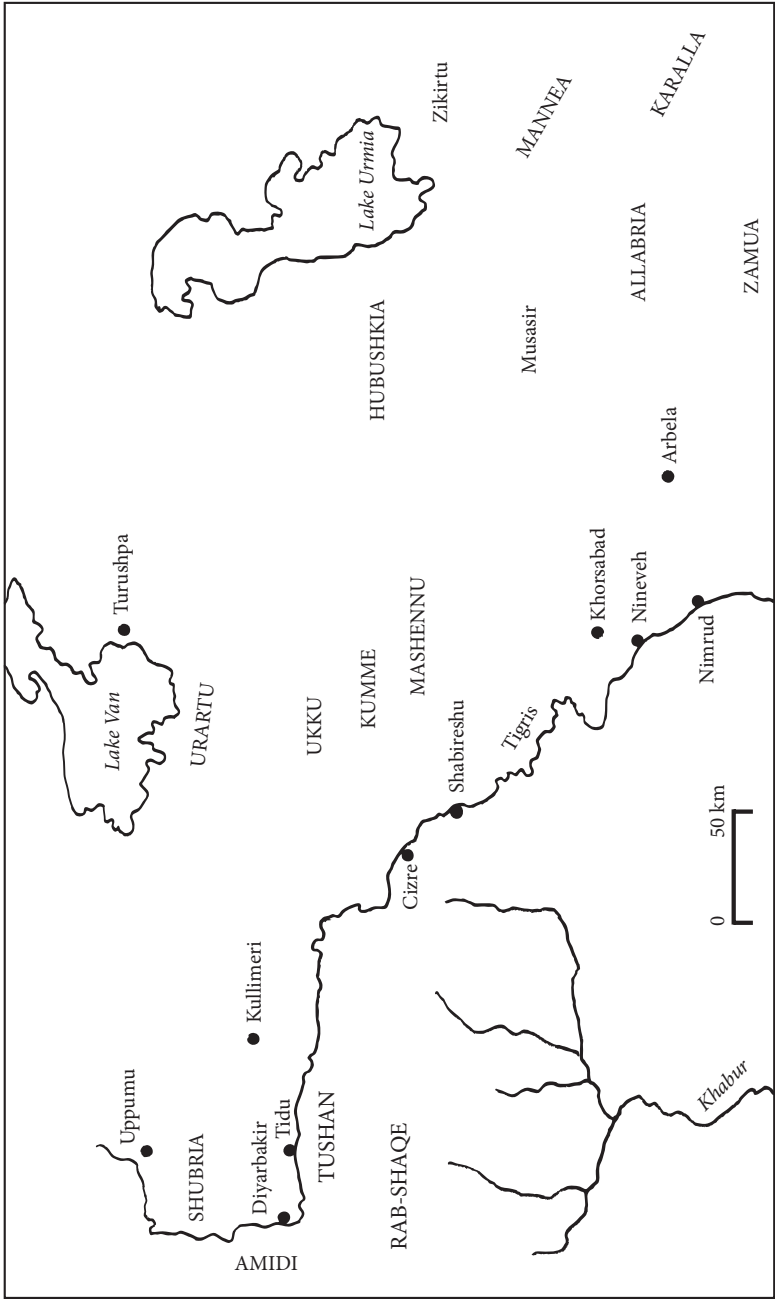 Lake Van
Turushpa
Lake Urmia
Zikirtu
MANNEA
KARALLA
URARTU
HUBUSHKIA
Musasir
ALLABRIA
ZAMUA
UKKU
KUMME
MASHENNU
Arbela
Khorsabad
Nineveh
Nimrud
Shabireshu
Tigris
Cizre
Uppumu
Kullimeri
SHUBRIA
Diyarbakir
Tidu
TUSHAN
AMIDI
RAB-SHAQE
Khabur
0 50 km